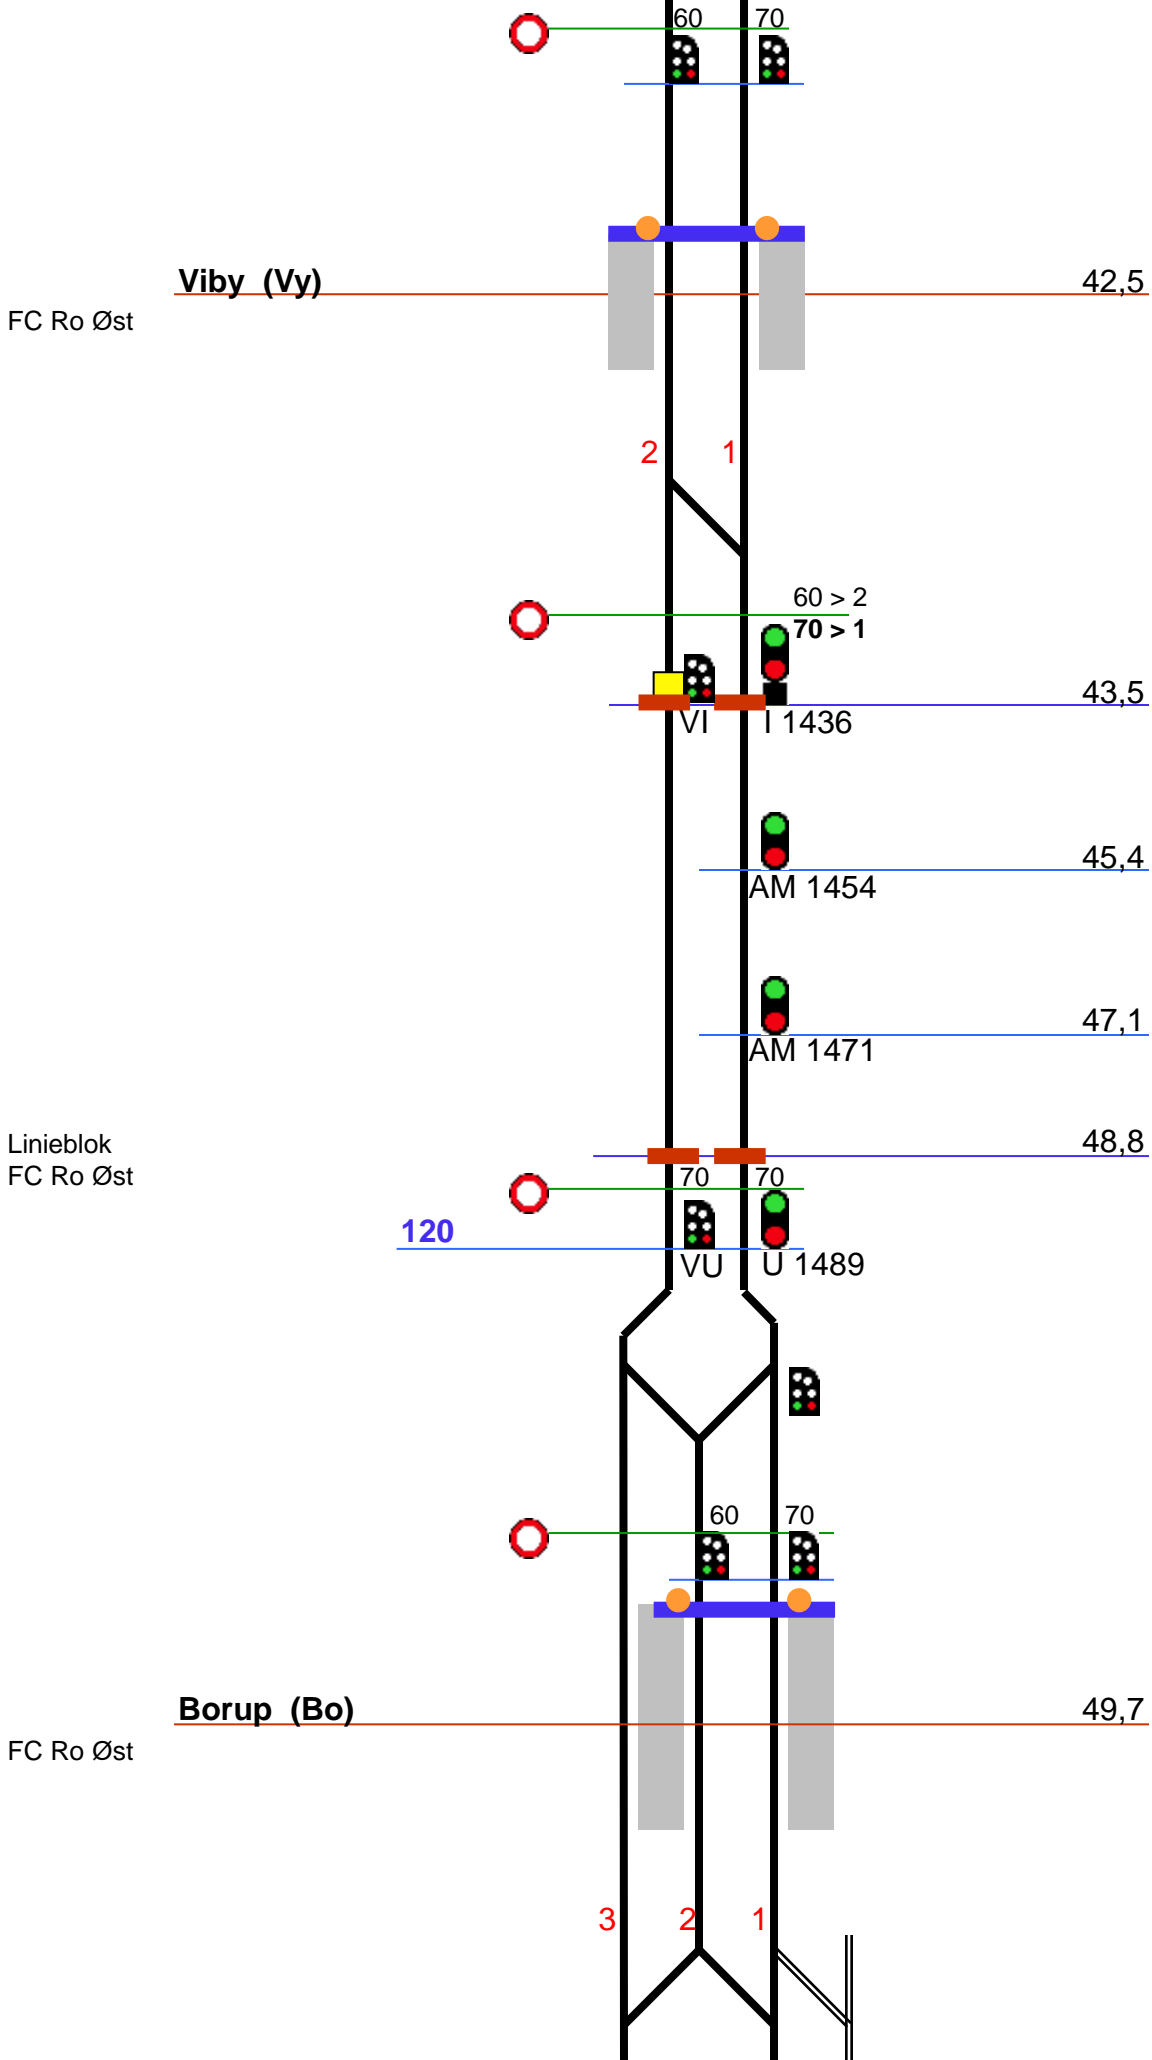 60 70
Viby (Vy) 42,5
FC Ro Øst
2 1
60 > 2
70 > 1
43,5
VI I 1436
45,4
AM 1454
47,1
AM 1471
Linieblok 48,8
FC Ro Øst
70 70
120
VU U 1489
60 70
Borup (Bo) 49,7
FC Ro Øst
3 2 1